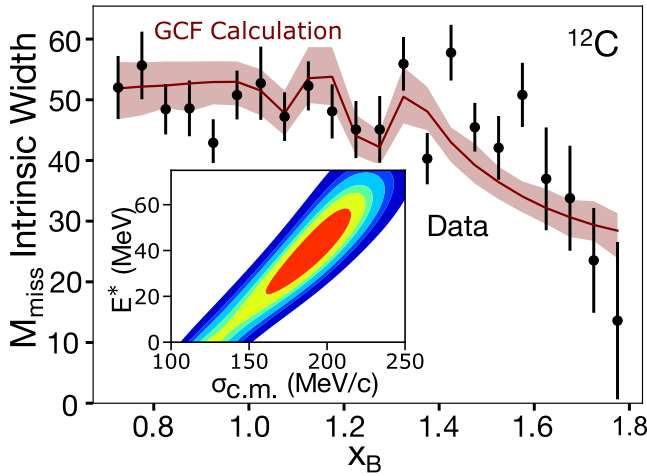 60
50
40
30
20
10
0
M_miss Intrinsic Width
GCF Calculation
¹²C
Data
60
40
20
0
E* (MeV)
100 150 200 250
σ_c.m. (MeV/c)
0.8 1.0 1.2 1.4 1.6 1.8
x_B